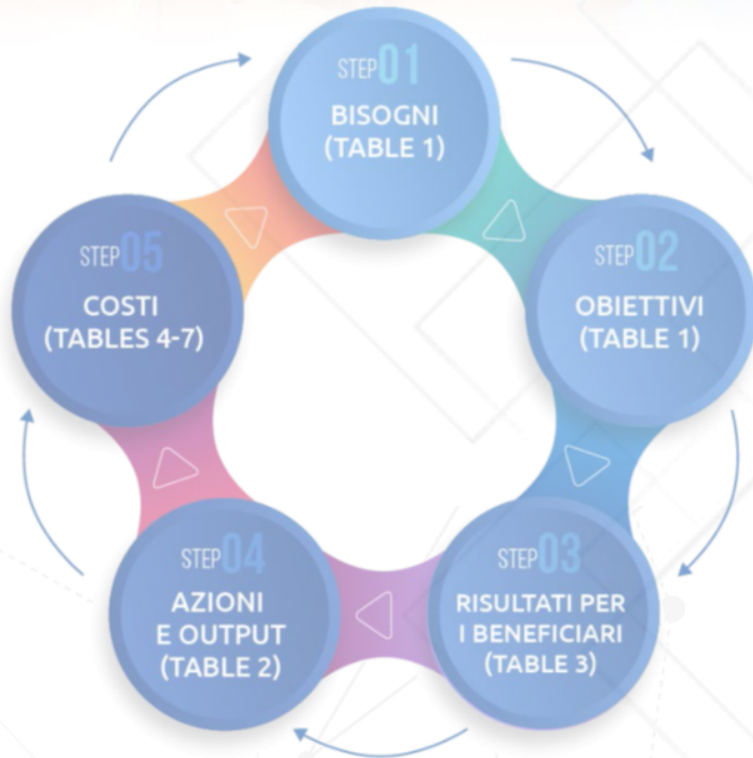 STEP01
BISOGNI
(TABLE 1)
STEP02
OBIETTIVI
(TABLE 1)
STEP03
RISULTATI PER
I BENEFICIARI
(TABLE 3)
STEP04
AZIONI
E OUTPUT
(TABLE 2)
STEP05
COSTI
(TABLES 4-7)